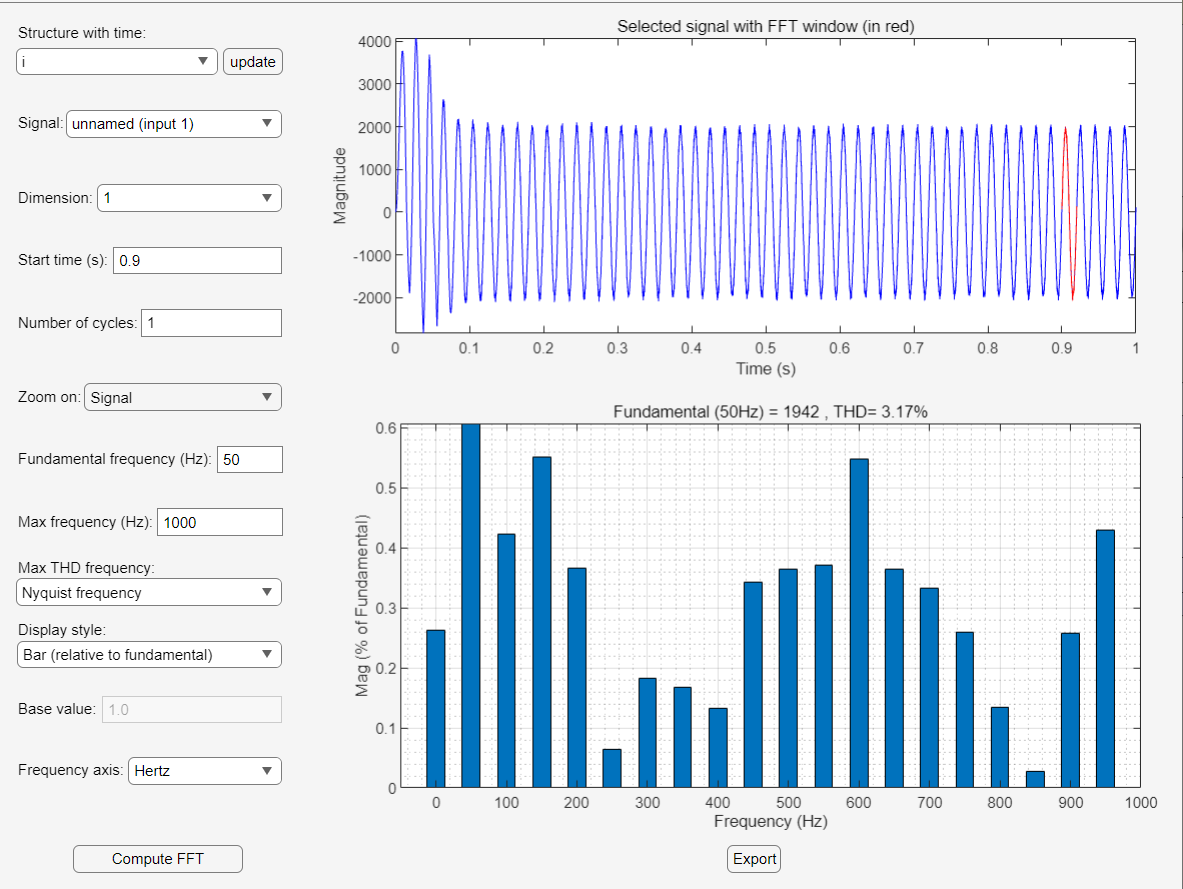 Structure with time:
i
update
Signal:
unnamed (input 1)
Dimension:
1
Start time (s):
0.9
Number of cycles:
1
Zoom on:
Signal
Fundamental frequency (Hz):
50
Max frequency (Hz):
1000
Max THD frequency:
Nyquist frequency
Display style:
Bar (relative to fundamental)
Base value:
1.0
Frequency axis:
Hertz
Compute FFT
Selected signal with FFT window (in red)
4000
3000
2000
1000
0
-1000
-2000
Magnitude
0 0.1 0.2 0.3 0.4 0.5 0.6 0.7 0.8 0.9 1
Time (s)
Fundamental (50Hz) = 1942 , THD= 3.17%
0.6
0.5
0.4
0.3
0.2
0.1
0
Mag (% of Fundamental)
0 100 200 300 400 500 600 700 800 900 1000
Frequency (Hz)
Export